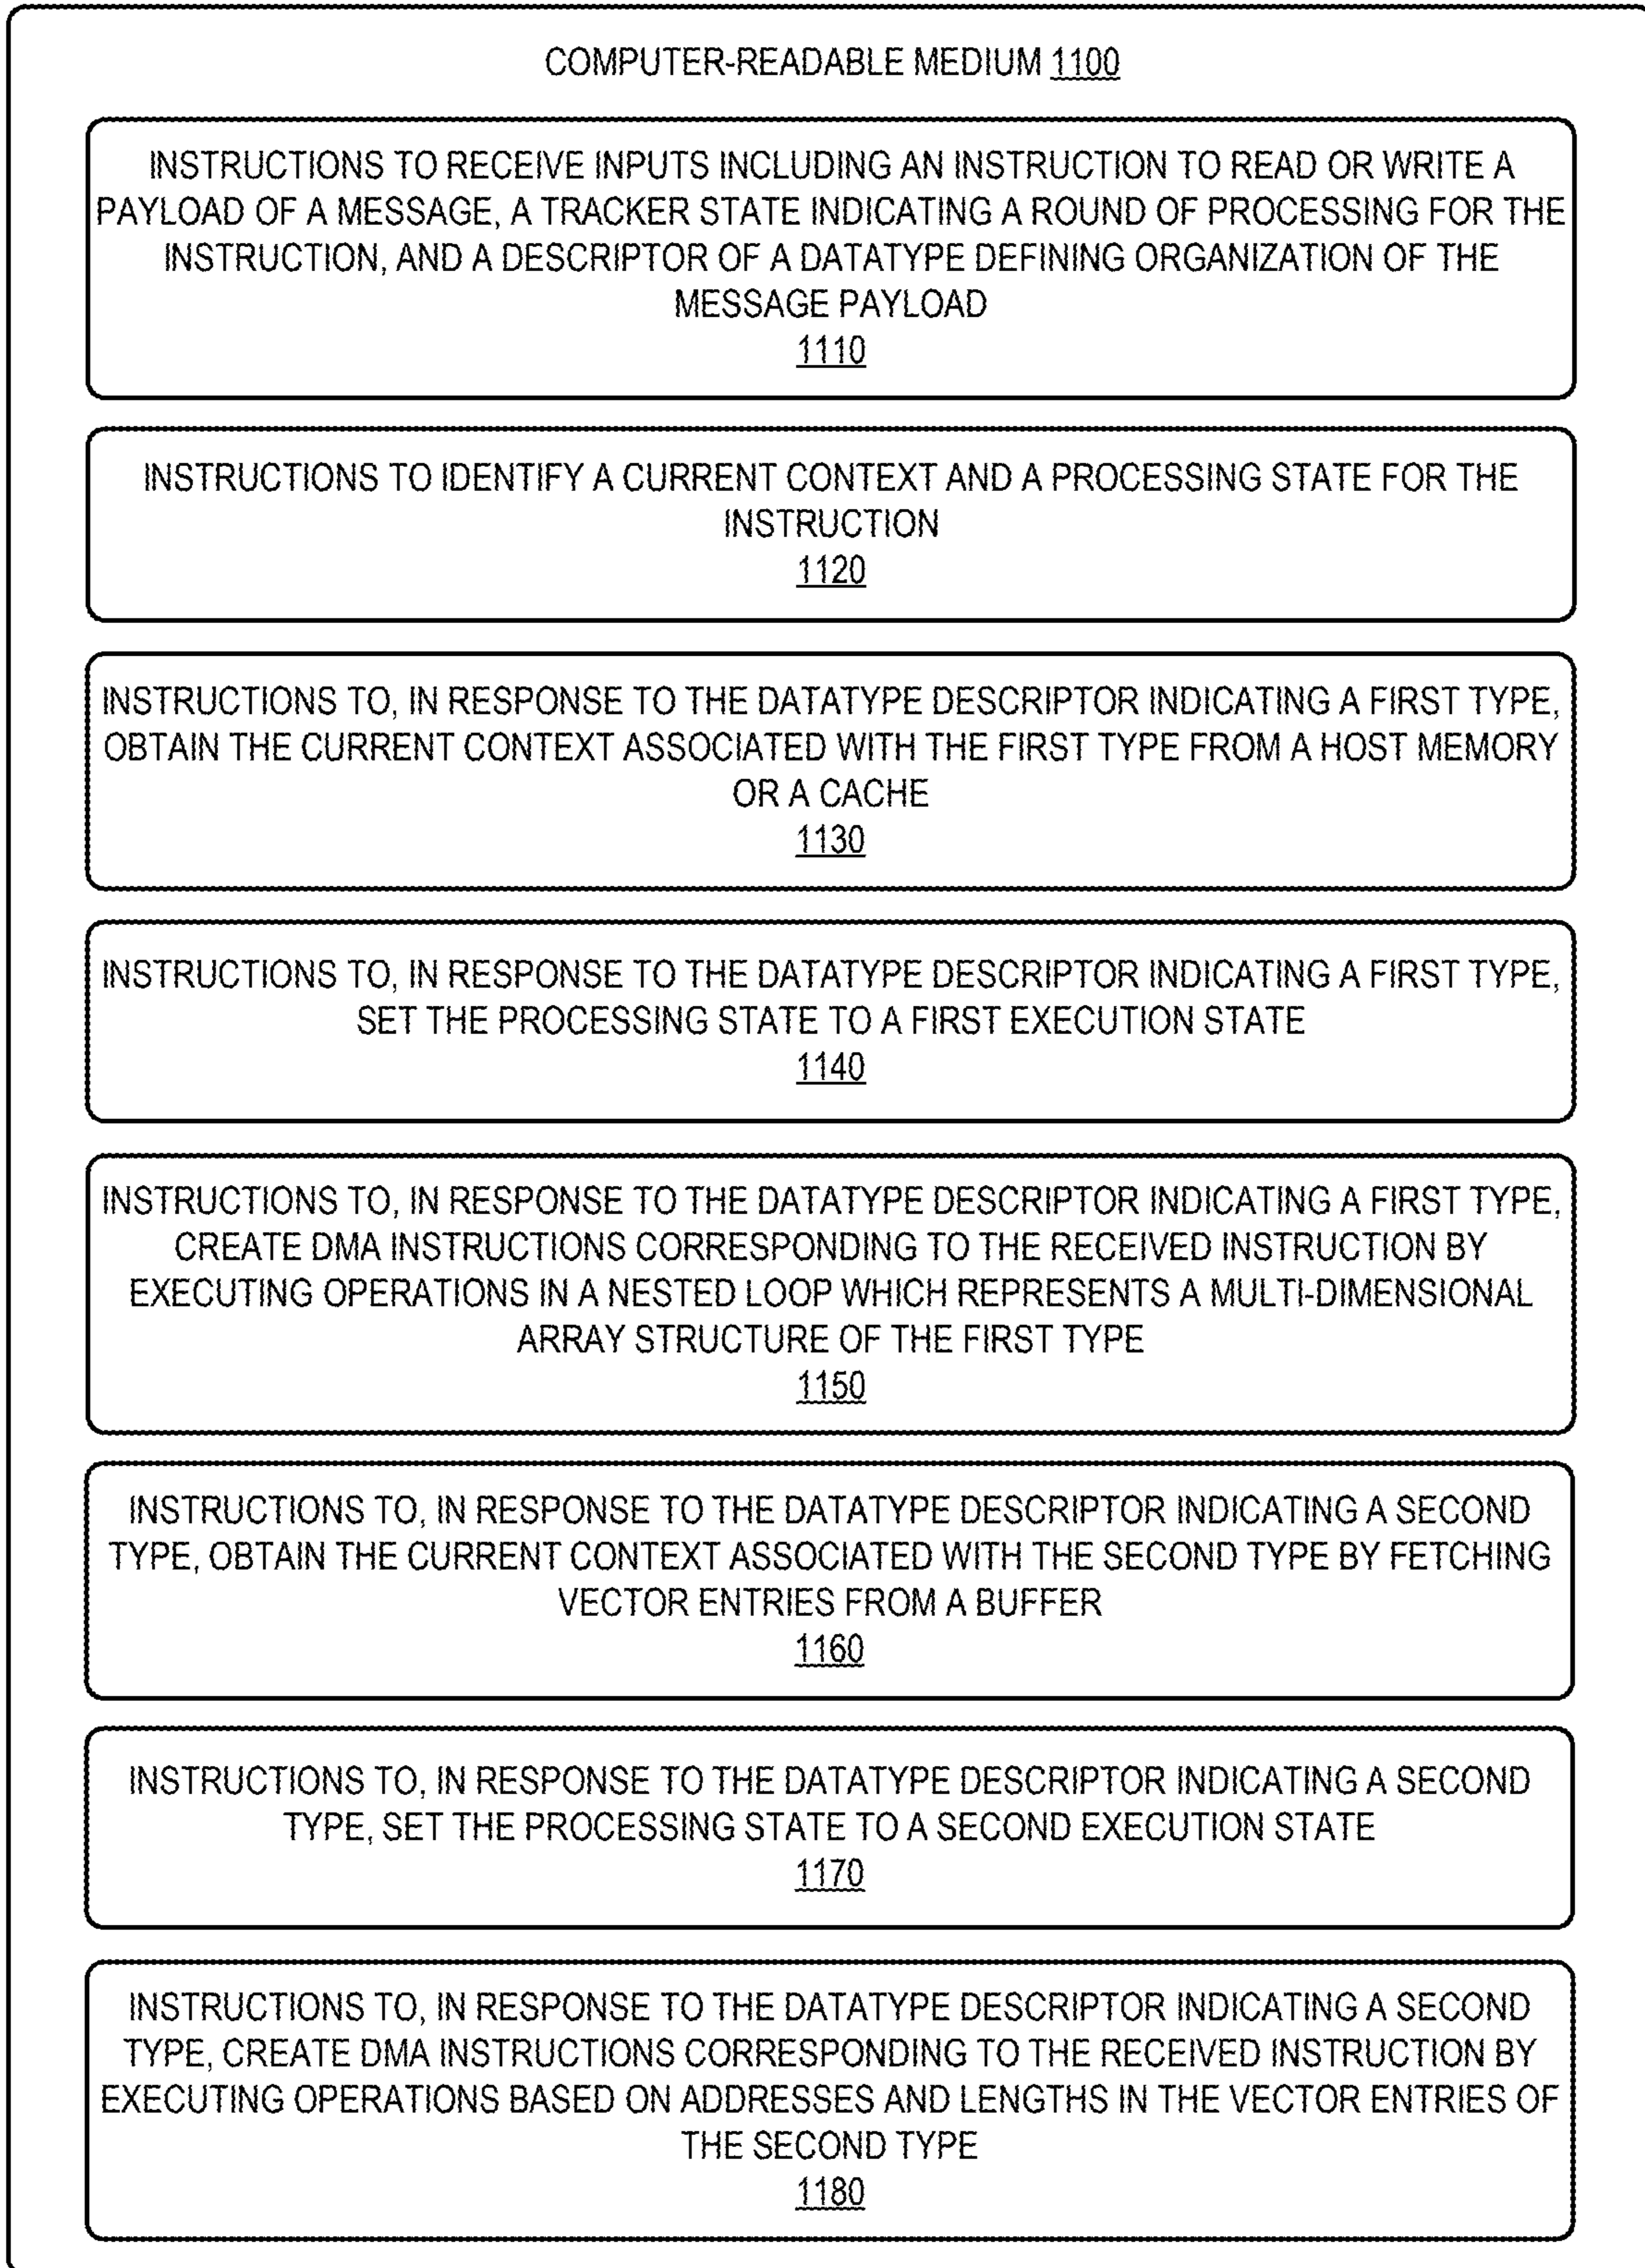 COMPUTER-READABLE MEDIUM 1100
INSTRUCTIONS TO RECEIVE INPUTS INCLUDING AN INSTRUCTION TO READ OR WRITE A
PAYLOAD OF A MESSAGE, A TRACKER STATE INDICATING A ROUND OF PROCESSING FOR THE
INSTRUCTION, AND A DESCRIPTOR OF A DATATYPE DEFINING ORGANIZATION OF THE
MESSAGE PAYLOAD
1110
INSTRUCTIONS TO IDENTIFY A CURRENT CONTEXT AND A PROCESSING STATE FOR THE
INSTRUCTION
1120
INSTRUCTIONS TO, IN RESPONSE TO THE DATATYPE DESCRIPTOR INDICATING A FIRST TYPE,
OBTAIN THE CURRENT CONTEXT ASSOCIATED WITH THE FIRST TYPE FROM A HOST MEMORY
OR A CACHE
1130
INSTRUCTIONS TO, IN RESPONSE TO THE DATATYPE DESCRIPTOR INDICATING A FIRST TYPE,
SET THE PROCESSING STATE TO A FIRST EXECUTION STATE
1140
INSTRUCTIONS TO, IN RESPONSE TO THE DATATYPE DESCRIPTOR INDICATING A FIRST TYPE,
CREATE DMA INSTRUCTIONS CORRESPONDING TO THE RECEIVED INSTRUCTION BY
EXECUTING OPERATIONS IN A NESTED LOOP WHICH REPRESENTS A MULTI-DIMENSIONAL
ARRAY STRUCTURE OF THE FIRST TYPE
1150
INSTRUCTIONS TO, IN RESPONSE TO THE DATATYPE DESCRIPTOR INDICATING A SECOND
TYPE, OBTAIN THE CURRENT CONTEXT ASSOCIATED WITH THE SECOND TYPE BY FETCHING
VECTOR ENTRIES FROM A BUFFER
1160
INSTRUCTIONS TO, IN RESPONSE TO THE DATATYPE DESCRIPTOR INDICATING A SECOND
TYPE, SET THE PROCESSING STATE TO A SECOND EXECUTION STATE
1170
INSTRUCTIONS TO, IN RESPONSE TO THE DATATYPE DESCRIPTOR INDICATING A SECOND
TYPE, CREATE DMA INSTRUCTIONS CORRESPONDING TO THE RECEIVED INSTRUCTION BY
EXECUTING OPERATIONS BASED ON ADDRESSES AND LENGTHS IN THE VECTOR ENTRIES OF
THE SECOND TYPE
1180